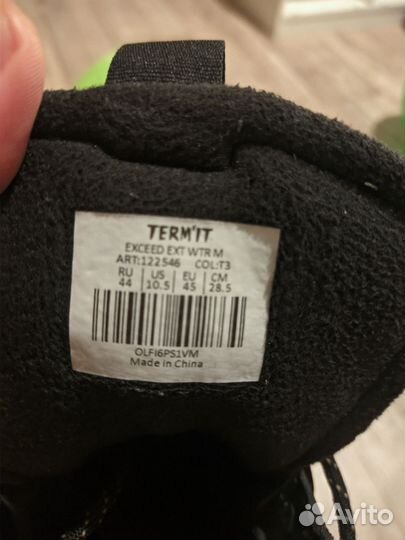 TERM'IT
EXCEED EXT WTR M
ART:122546 COL:T3
RU US EU CM
44 10.5 45 28.5
OLFI6PS1VM
Made in China
Avito